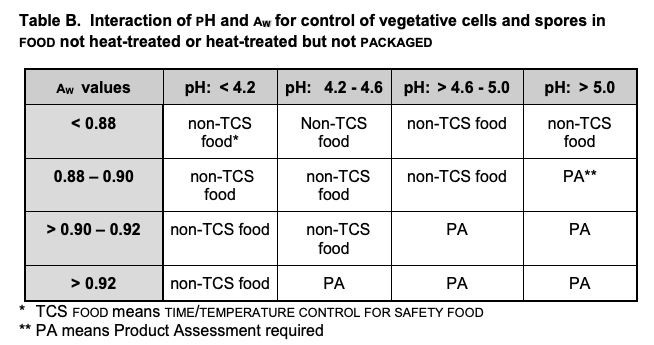 Table B. Interaction of PH and AW for control of vegetative cells and spores in
FOOD not heat-treated or heat-treated but not PACKAGED
AW values pH: < 4.2 pH: 4.2 - 4.6 pH: > 4.6 - 5.0 pH: > 5.0
< 0.88 non-TCS food* Non-TCS food non-TCS food non-TCS food
0.88 – 0.90 non-TCS food non-TCS food non-TCS food PA**
> 0.90 – 0.92 non-TCS food non-TCS food PA PA
> 0.92 non-TCS food PA PA PA
* TCS FOOD means TIME/TEMPERATURE CONTROL FOR SAFETY FOOD
** PA means Product Assessment required